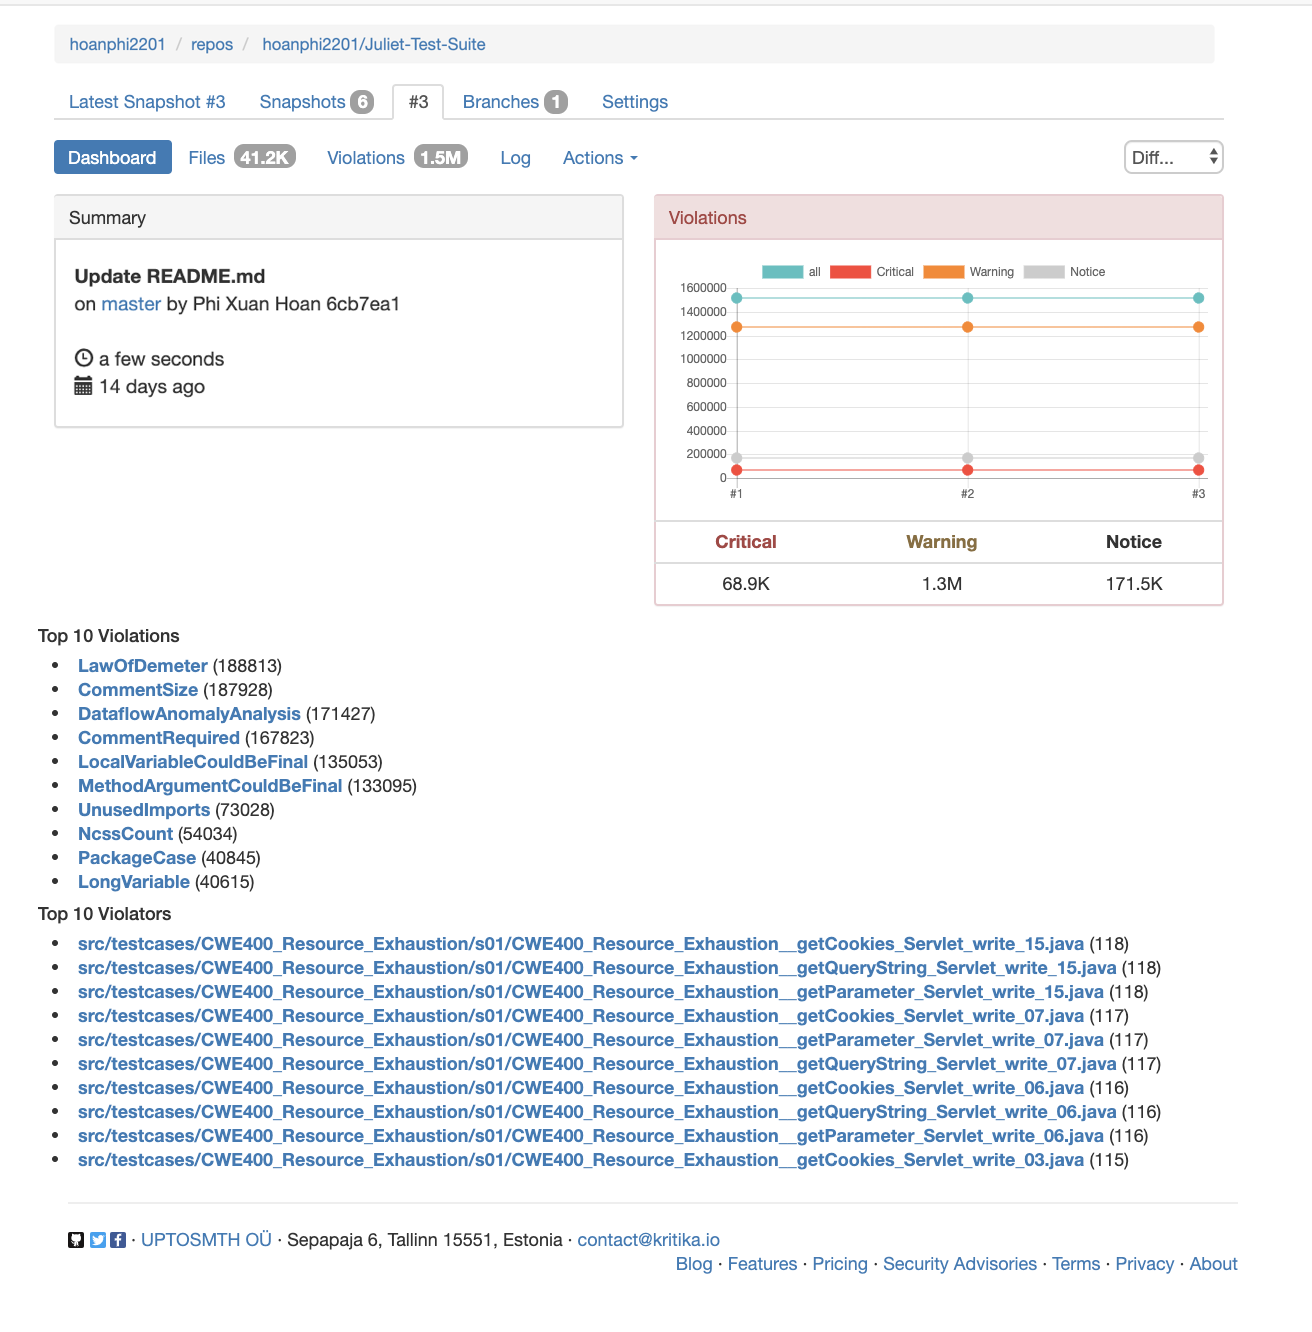 hoanphi2201 / repos / hoanphi2201/Juliet-Test-Suite
Latest Snapshot #3 Snapshots 6 #3 Branches 1 Settings
Dashboard Files 41.2K Violations 1.5M Log Actions Diff...
Summary
Update README.md
on master by Phi Xuan Hoan 6cb7ea1
a few seconds
14 days ago
Violations
all Critical Warning Notice
1600000
1400000
1200000
1000000
800000
600000
400000
200000
0
#1 #2 #3
Critical Warning Notice
68.9K 1.3M 171.5K
Top 10 Violations
• LawOfDemeter (188813)
• CommentSize (187928)
• DataflowAnomalyAnalysis (171427)
• CommentRequired (167823)
• LocalVariableCouldBeFinal (135053)
• MethodArgumentCouldBeFinal (133095)
• UnusedImports (73028)
• NcssCount (54034)
• PackageCase (40845)
• LongVariable (40615)
Top 10 Violators
• src/testcases/CWE400_Resource_Exhaustion/s01/CWE400_Resource_Exhaustion__getCookies_Servlet_write_15.java (118)
• src/testcases/CWE400_Resource_Exhaustion/s01/CWE400_Resource_Exhaustion__getQueryString_Servlet_write_15.java (118)
• src/testcases/CWE400_Resource_Exhaustion/s01/CWE400_Resource_Exhaustion__getParameter_Servlet_write_15.java (118)
• src/testcases/CWE400_Resource_Exhaustion/s01/CWE400_Resource_Exhaustion__getCookies_Servlet_write_07.java (117)
• src/testcases/CWE400_Resource_Exhaustion/s01/CWE400_Resource_Exhaustion__getParameter_Servlet_write_07.java (117)
• src/testcases/CWE400_Resource_Exhaustion/s01/CWE400_Resource_Exhaustion__getQueryString_Servlet_write_07.java (117)
• src/testcases/CWE400_Resource_Exhaustion/s01/CWE400_Resource_Exhaustion__getCookies_Servlet_write_06.java (116)
• src/testcases/CWE400_Resource_Exhaustion/s01/CWE400_Resource_Exhaustion__getQueryString_Servlet_write_06.java (116)
• src/testcases/CWE400_Resource_Exhaustion/s01/CWE400_Resource_Exhaustion__getParameter_Servlet_write_06.java (116)
• src/testcases/CWE400_Resource_Exhaustion/s01/CWE400_Resource_Exhaustion__getCookies_Servlet_write_03.java (115)
· UPTOSMTH OÜ · Sepapaja 6, Tallinn 15551, Estonia · contact@kritika.io
Blog · Features · Pricing · Security Advisories · Terms · Privacy · About